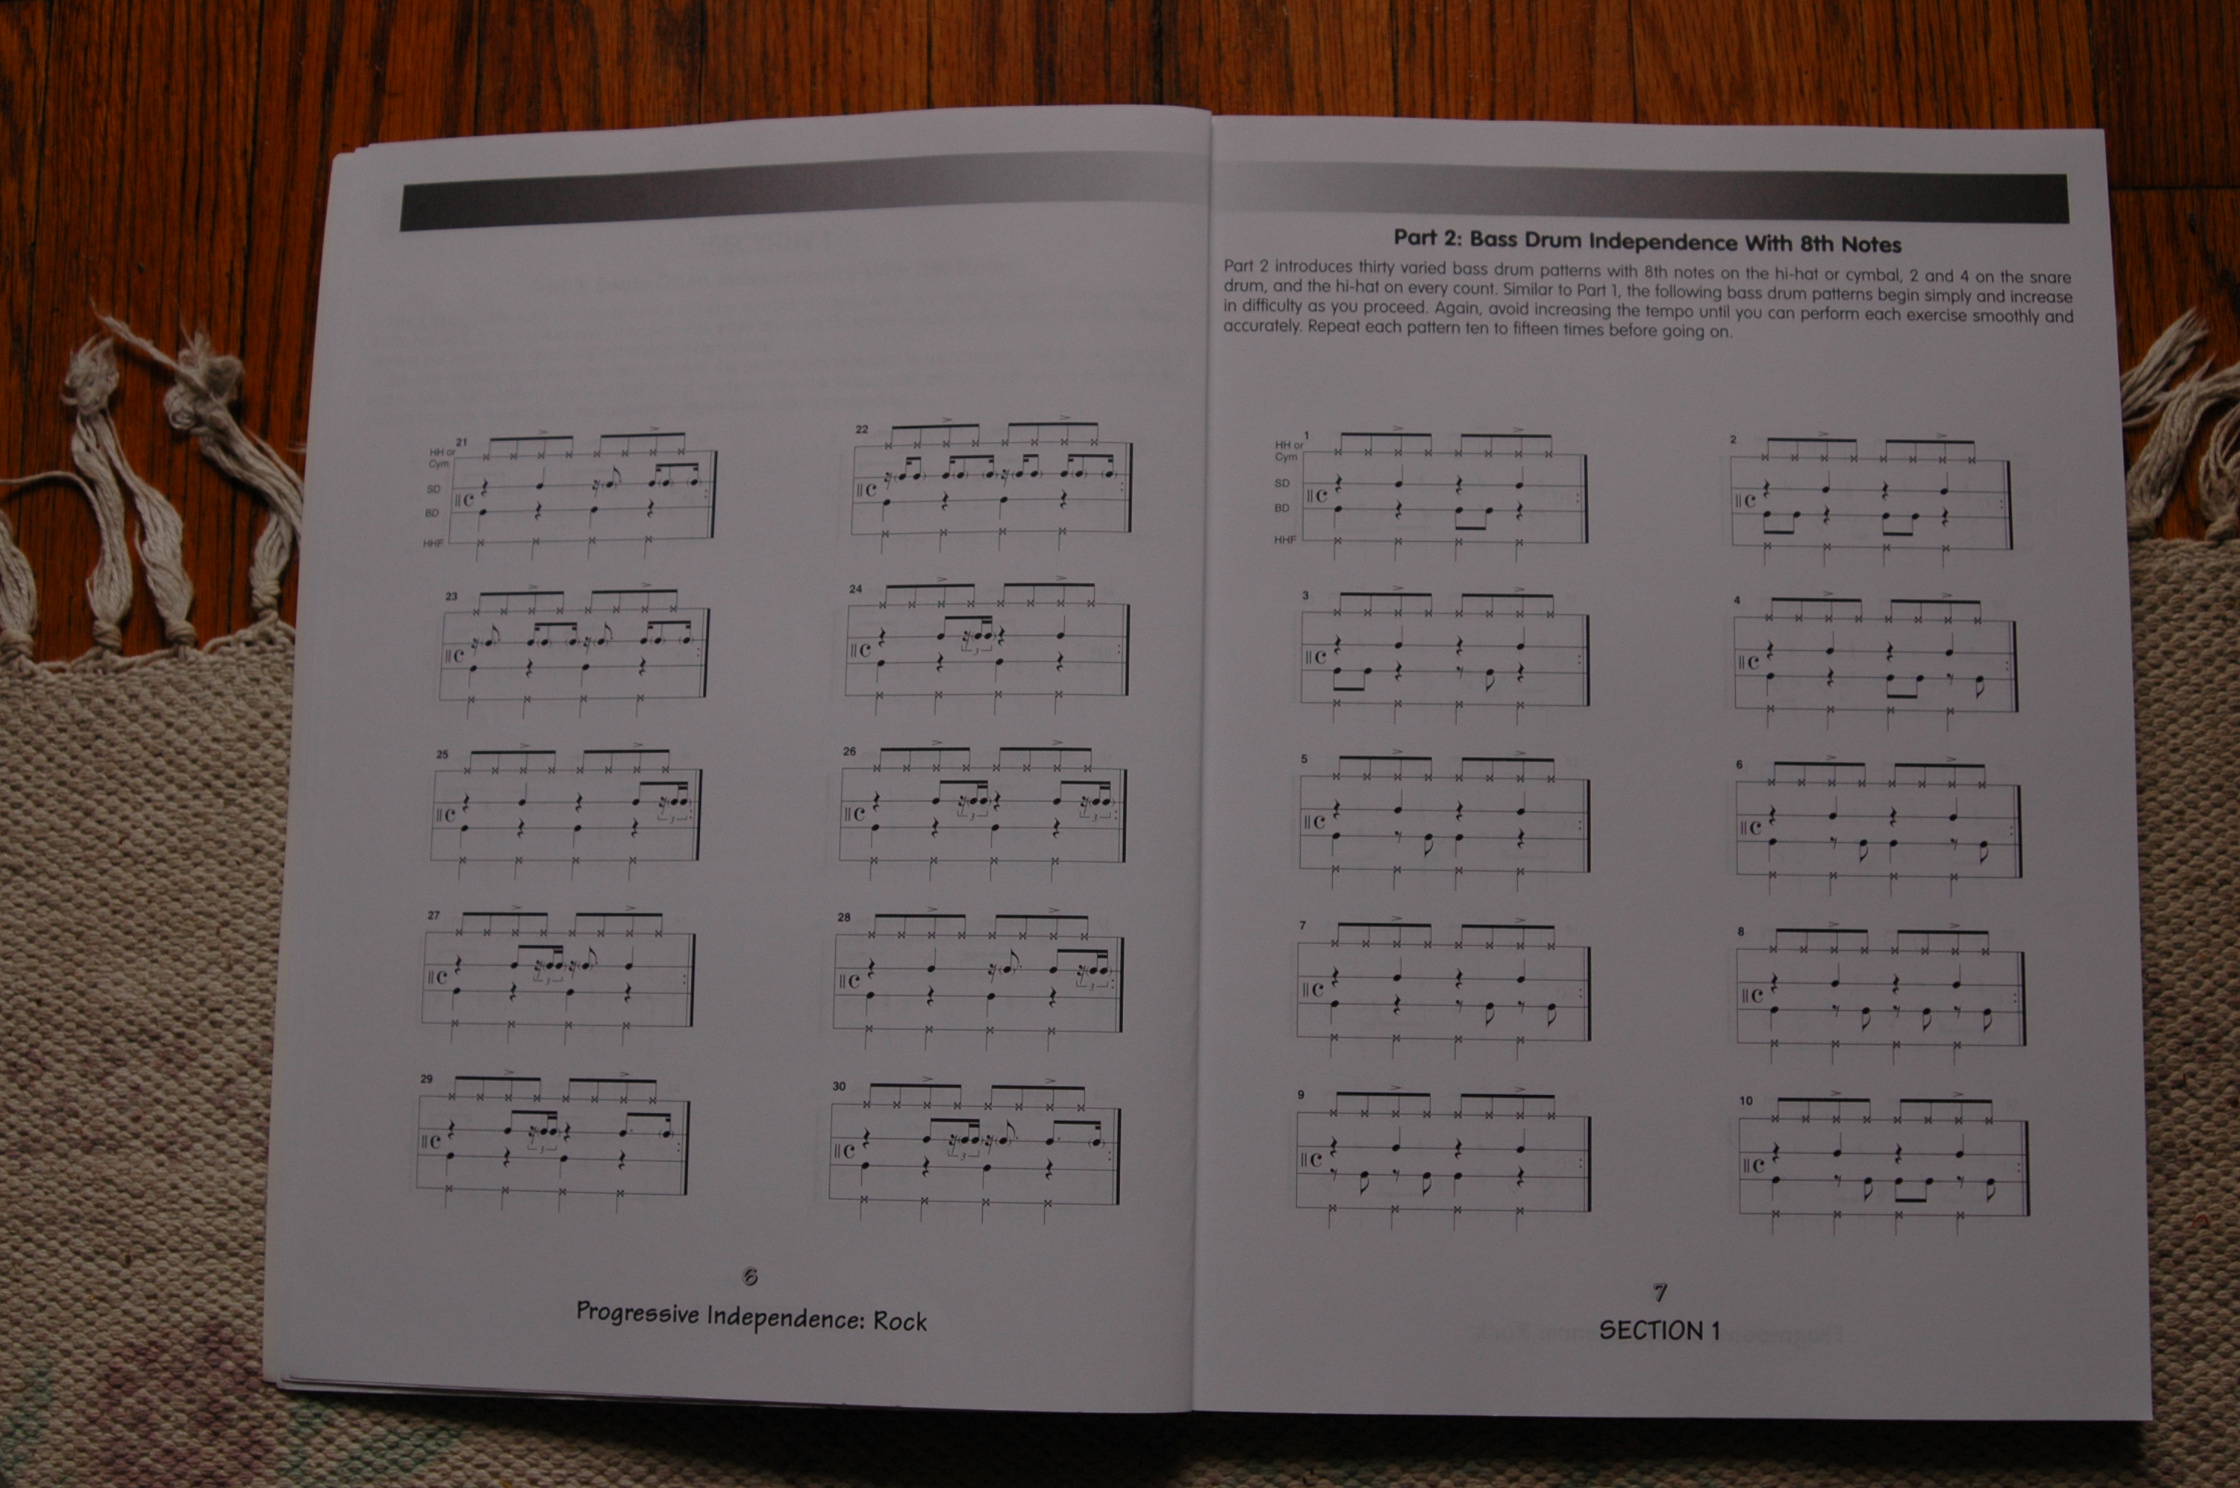 21
22
HH or
Cym
SD
BD
HHF
23
24
25
26
27
28
29
30
6
Progressive Independence: Rock
Part 2: Bass Drum Independence With 8th Notes
Part 2 introduces thirty varied bass drum patterns with 8th notes on the hi-hat or cymbal, 2 and 4 on the snare
drum, and the hi-hat on every count. Similar to Part 1, the following bass drum patterns begin simply and increase
in difficulty as you proceed. Again, avoid increasing the tempo until you can perform each exercise smoothly and
accurately. Repeat each pattern ten to fifteen times before going on.
1
2
HH or
Cym
SD
BD
HHF
3
4
5
6
7
8
9
10
7
SECTION 1